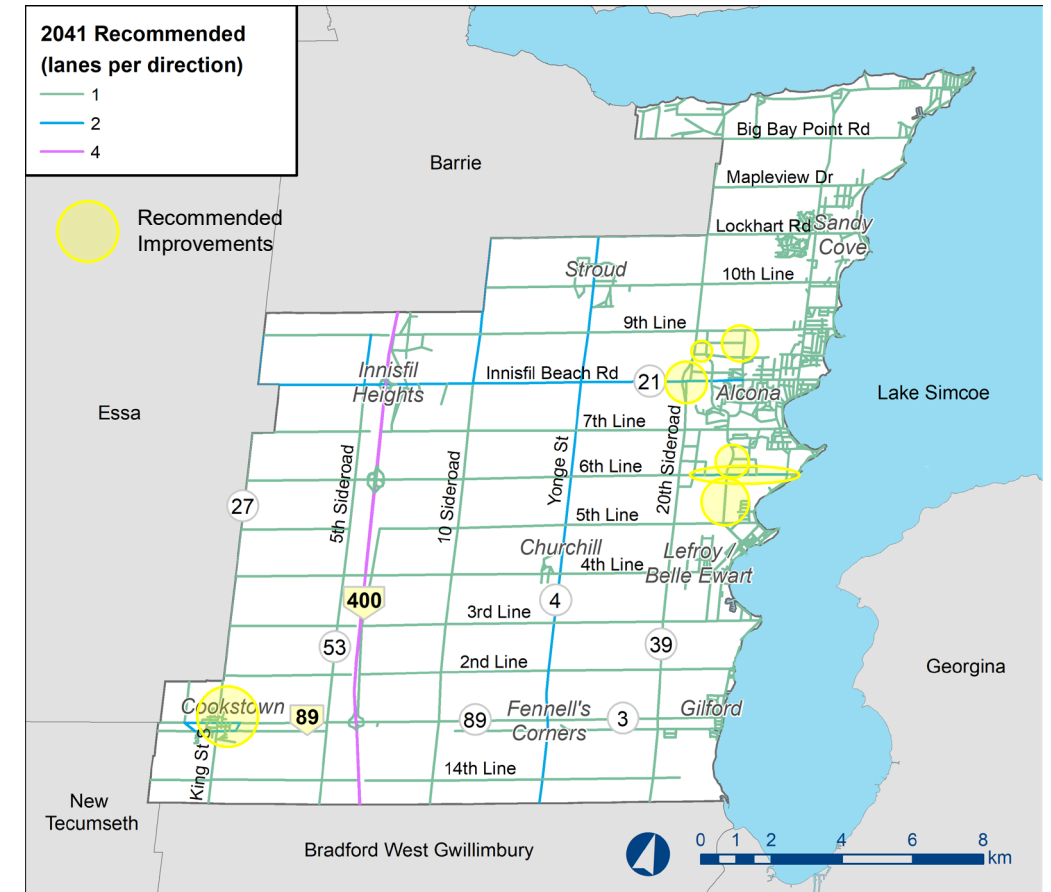 2041 Recommended
(lanes per direction)
1
2
4
Recommended
Improvements
Barrie
Big Bay Point Rd
Mapleview Dr
Lockhart Rd
Sandy
Cove
Stroud
10th Line
9th Line
Innisfil
Heights
Innisfil Beach Rd
21
Alcona
Lake Simcoe
Essa
7th Line
6th Line
5th Sideroad
10 Sideroad
Yonge St
20th Sideroad
27
5th Line
Churchill
4th Line
Lefroy /
Belle Ewart
400
4
3rd Line
53
39
2nd Line
Georgina
Cookstown
89
89
Fennell's
Corners
3
Gilford
King St S
14th Line
New
Tecumseth
Bradford West Gwillimbury
0 1 2 4 6 8
km